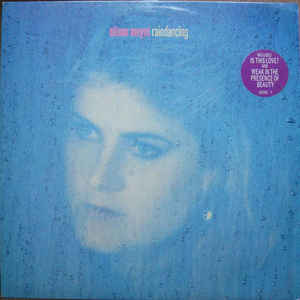 alison moyet raindancing
INCLUDES
IS THIS LOVE?
AND
WEAK IN THE
PRESENCE OF
BEAUTY